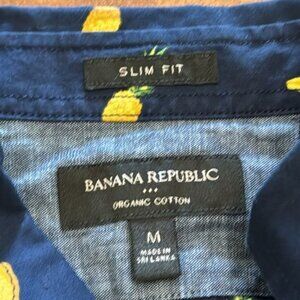 SLIM FIT
BANANA REPUBLIC
ORGANIC COTTON
M
MADE IN
SRI LANKA